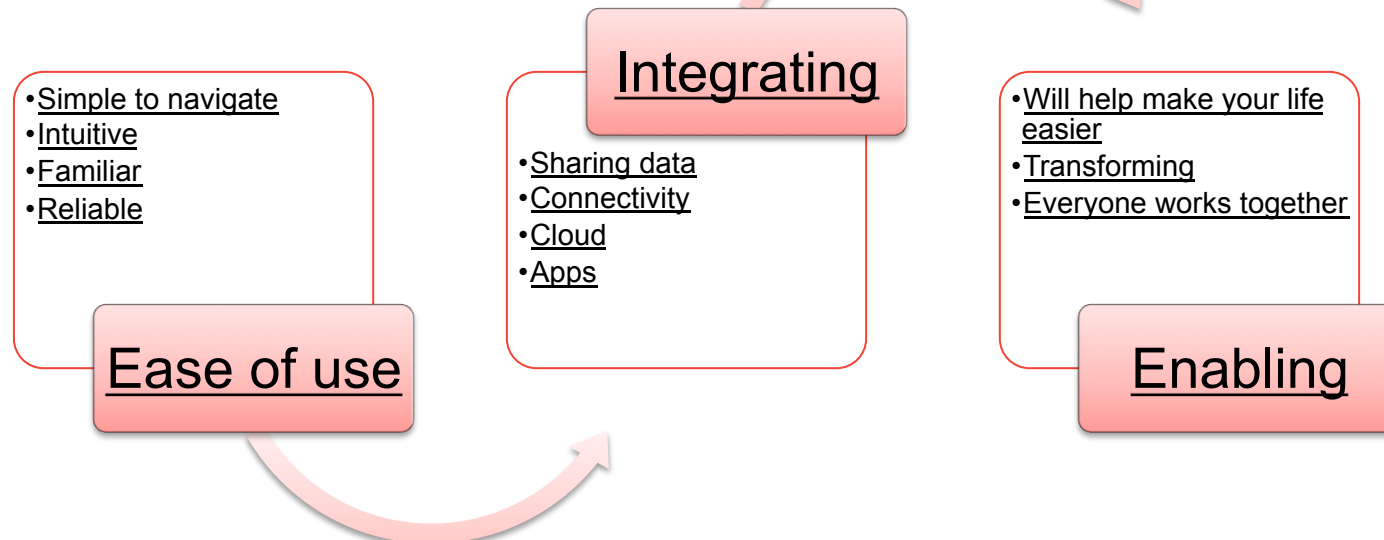 •Simple to navigate
•Intuitive
•Familiar
•Reliable
Ease of use
Integrating
•Sharing data
•Connectivity
•Cloud
•Apps
•Will help make your life
easier
•Transforming
•Everyone works together
Enabling